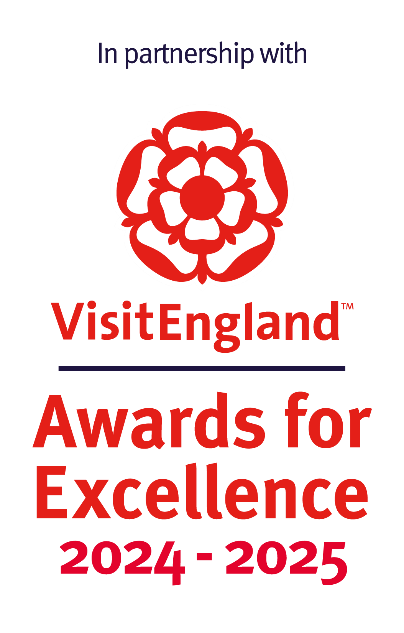 In partnership with
VisitEngland™
Awards for
Excellence
2024 - 2025